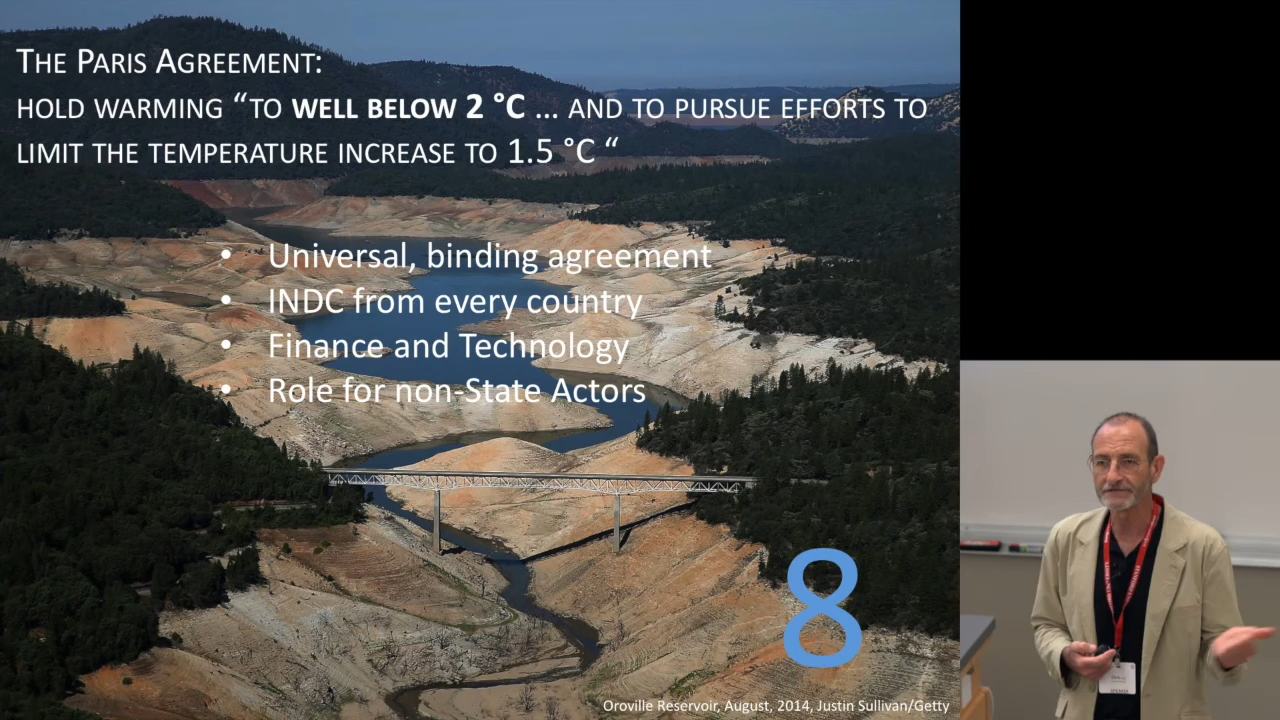 THE PARIS AGREEMENT:
HOLD WARMING “TO WELL BELOW 2 °C ... AND TO PURSUE EFFORTS TO
LIMIT THE TEMPERATURE INCREASE TO 1.5 °C “
• Universal, binding agreement
• INDC from every country
• Finance and Technology
• Role for non-State Actors
8
Oroville Reservoir, August, 2014, Justin Sullivan/Getty